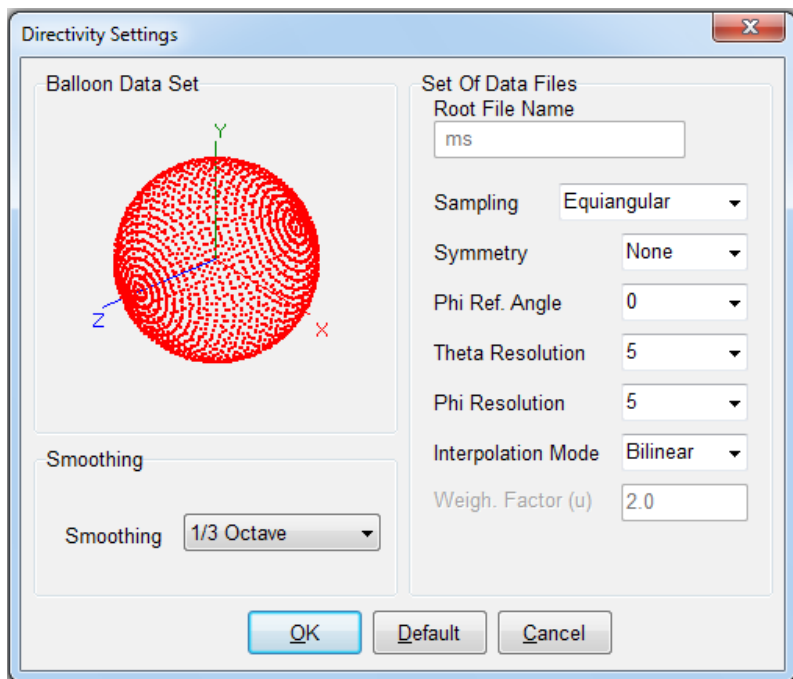 Directivity Settings
Balloon Data Set
Y
Z
X
Smoothing
Smoothing 1/3 Octave
Set Of Data Files
Root File Name
ms
Sampling Equiangular
Symmetry None
Phi Ref. Angle 0
Theta Resolution 5
Phi Resolution 5
Interpolation Mode Bilinear
Weigh. Factor (u) 2.0
OK Default Cancel